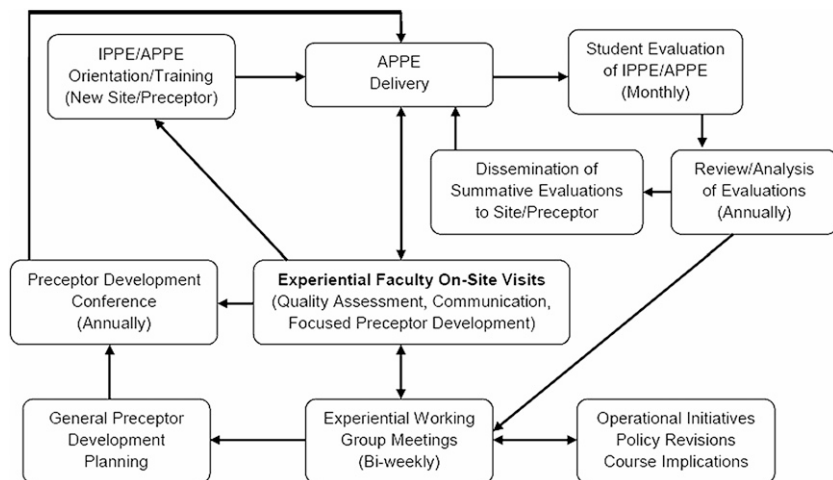 IPPE/APPE
Orientation/Training
(New Site/Preceptor)
APPE
Delivery
Student Evaluation
of IPPE/APPE
(Monthly)
Dissemination of
Summative Evaluations
to Site/Preceptor
Review/Analysis
of Evaluations
(Annually)
Preceptor Development
Conference
(Annually)
Experiential Faculty On-Site Visits
(Quality Assessment, Communication,
Focused Preceptor Development)
General Preceptor
Development
Planning
Experiential Working
Group Meetings
(Bi-weekly)
Operational Initiatives
Policy Revisions
Course Implications